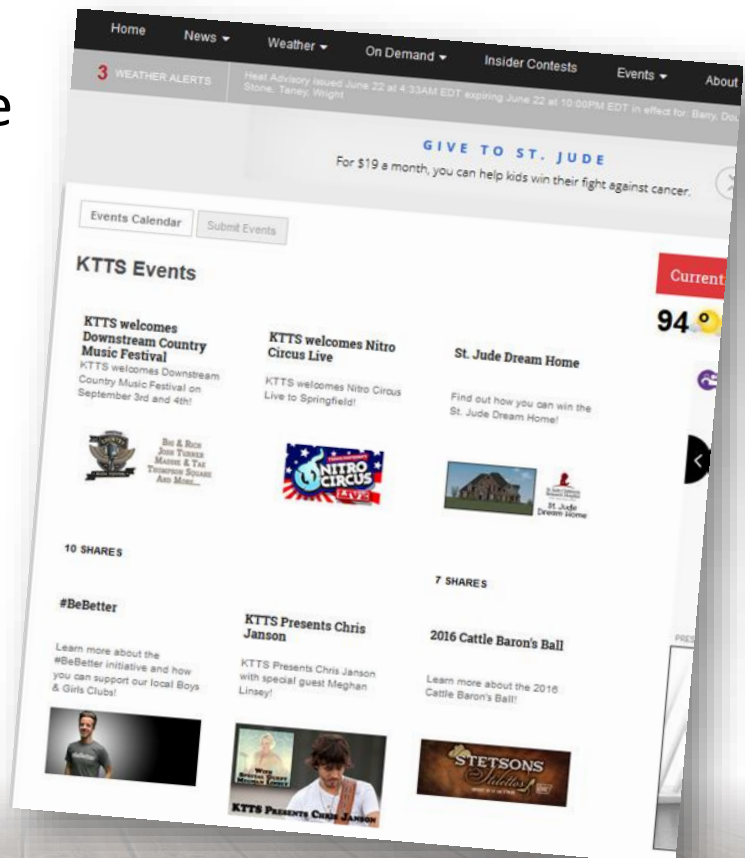 e
Home News Weather On Demand Insider Contests Events About
3 WEATHER ALERTS
Heat Advisory issued June 22 at 4:33AM EDT expiring June 22 at 10:00PM EDT in effect for: Barry,
Stone, Taney, Wright
GIVE TO ST. JUDE
For $19 a month, you can help kids win their fight against cancer.
Events Calendar Submit Events
KTTS Events
Current
94
KTTS welcomes
Downstream Country
Music Festival
KTTS welcomes Downstream
Country Music Festival on
September 3rd and 4th!
BIG & RICH
JOSH TURNER
MADDIE & TAE
THOMPSON SQUARE
AND MORE...
10 SHARES
KTTS welcomes Nitro
Circus Live
KTTS welcomes Nitro Circus
Live to Springfield!
NITRO
CIRCUS
LIVE
St. Jude Dream Home
Find out how you can win the
St. Jude Dream Home!
St. Jude
Dream Home
7 SHARES
#BeBetter
Learn more about the
#BeBetter initiative and how
you can support our local Boys
& Girls Clubs!
KTTS Presents Chris
Janson
KTTS Presents Chris Janson
with special guest Meghan
Linsey!
WITH
SPECIAL GUEST
MEGHAN LINSEY
KTTS PRESENTS CHRIS JANSON
2016 Cattle Baron's Ball
Learn more about the 2016
Cattle Baron's Ball!
STETSONS
Stilettos
PRES